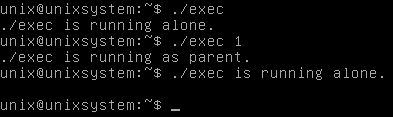 unix@unixsystem:~$ ./exec
./exec is running alone.
unix@unixsystem:~$ ./exec 1
./exec is running as parent.
unix@unixsystem:~$ ./exec is running alone.
unix@unixsystem:~$ _